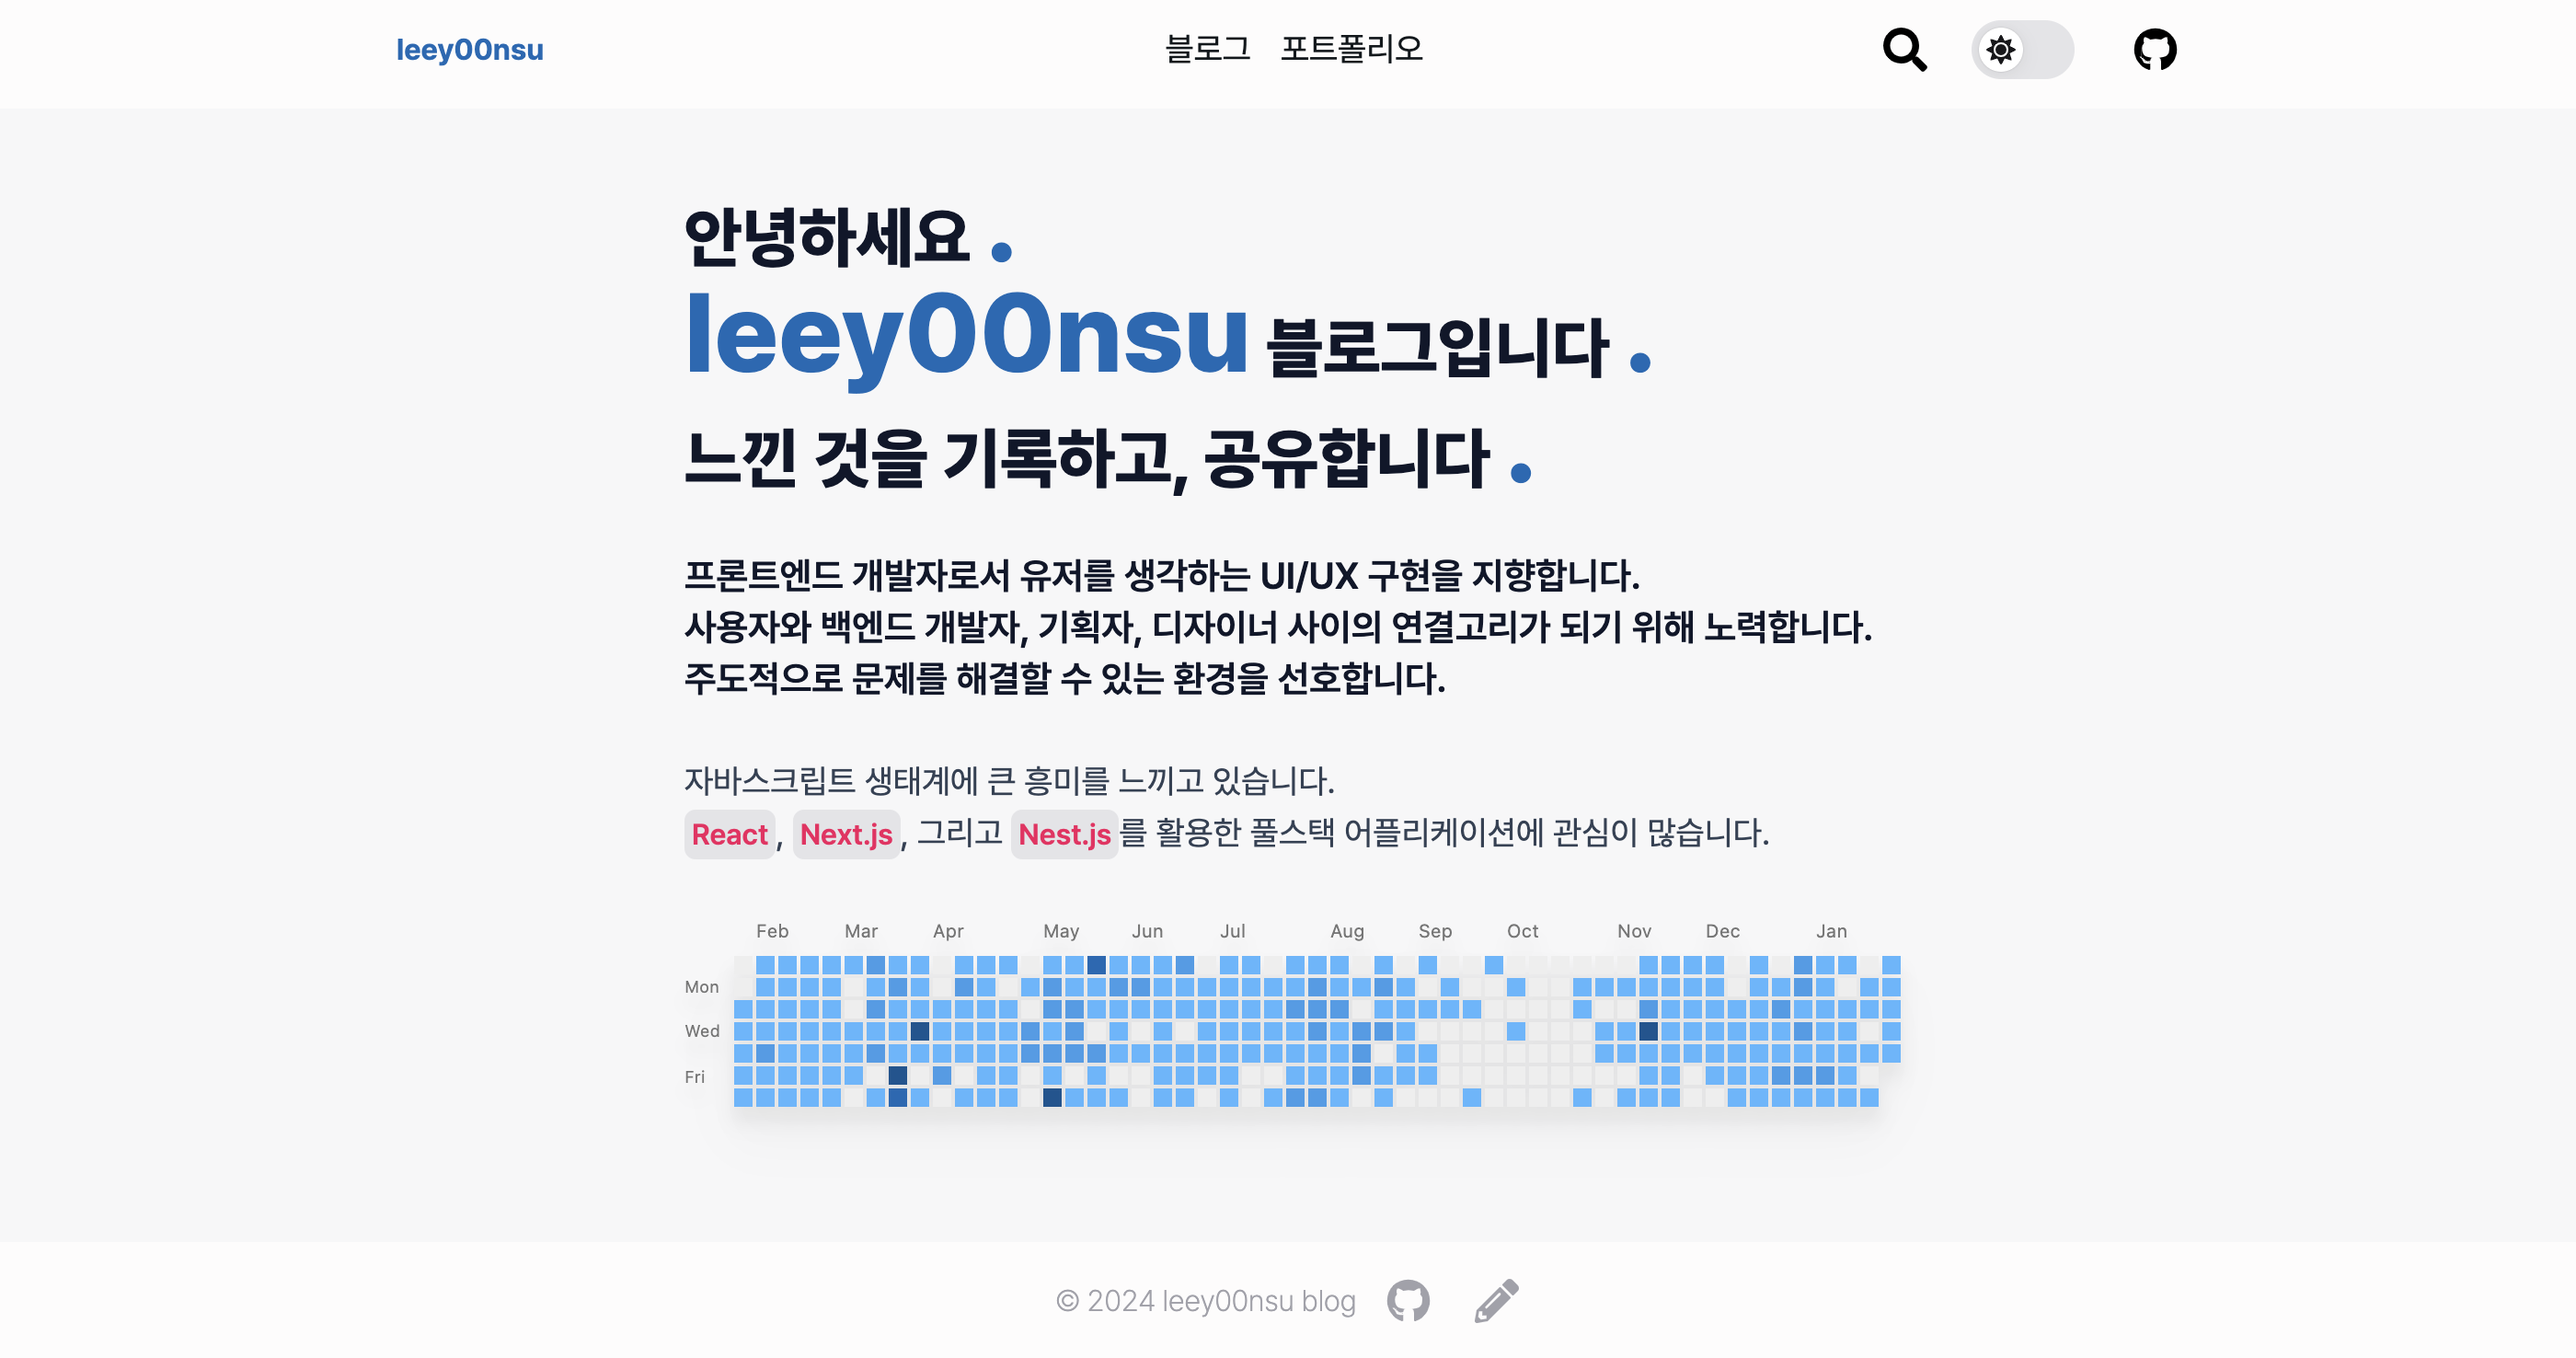 leey00nsu
블로그 포트폴리오
안녕하세요 .
leey00nsu 블로그입니다 .
느낀 것을 기록하고, 공유합니다 .
프론트엔드 개발자로서 유저를 생각하는 UI/UX 구현을 지향합니다.
사용자와 백엔드 개발자, 기획자, 디자이너 사이의 연결고리가 되기 위해 노력합니다.
주도적으로 문제를 해결할 수 있는 환경을 선호합니다.
자바스크립트 생태계에 큰 흥미를 느끼고 있습니다.
React, Next.js, 그리고 Nest.js를 활용한 풀스택 어플리케이션에 관심이 많습니다.
Feb Mar Apr May Jun Jul Aug Sep Oct Nov Dec Jan
Mon
Wed
Fri
© 2024 leey00nsu blog